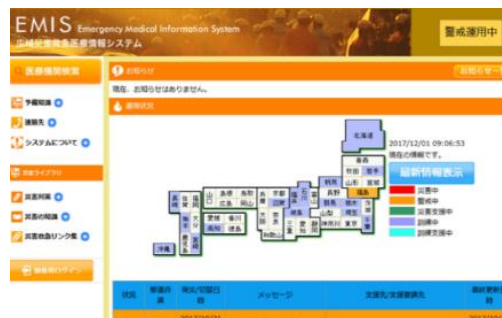 EMIS Emergency Medical Information System
広域災害救急医療情報システム
警戒運用中
医療機関検索
お知らせ
お知らせ一
現在、お知らせはありません。
予備知識
連絡先
システムについて
運用状況
災害ライブラリ
災害対策
災害の知識
災害救急リンク集
関係者ログイン
2017/12/01 09:06:53
現在の情報です。
最新情報表示
災害中
警戒中
災害支援中
訓練中
訓練支援中
北海道
青森
秋田 岩手
山形 宮城
福島
新潟
長野 群馬 栃木
山梨 埼玉
神奈川 東京
千葉
富山
石川
福井
岐阜
静岡
愛知
三重
滋賀
京都
奈良
和歌山
大阪
兵庫
鳥取
岡山
島根
広島
山口
愛媛 香川
高知 徳島
福岡
大分
宮崎
佐賀
熊本
鹿児島
長崎
沖縄
状況
都道府県
発災/切替日時
メッセージ
支援先/支援要請先
最終更新